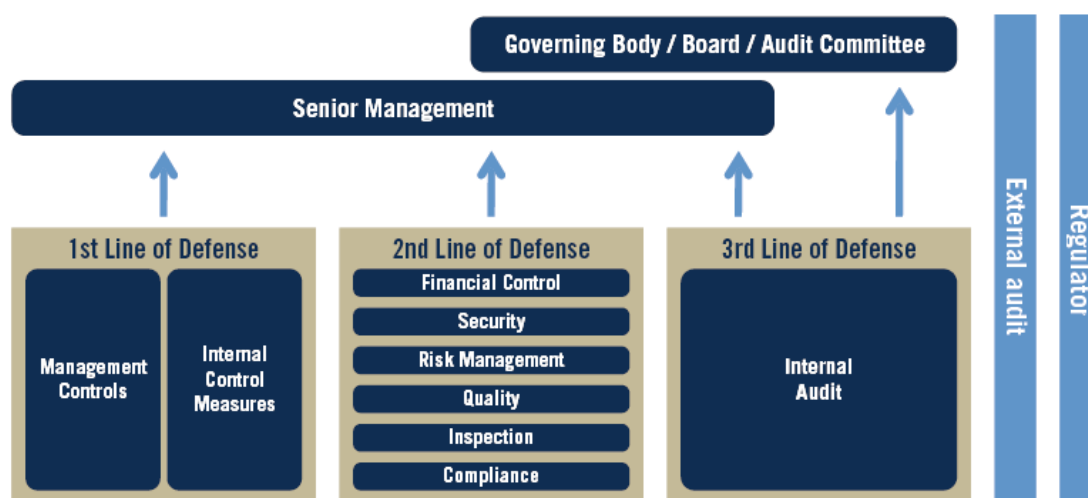 Governing Body / Board / Audit Committee
Senior Management
1st Line of Defense
Management
Controls
Internal
Control
Measures
2nd Line of Defense
Financial Control
Security
Risk Management
Quality
Inspection
Compliance
3rd Line of Defense
Internal
Audit
External audit
Regulator